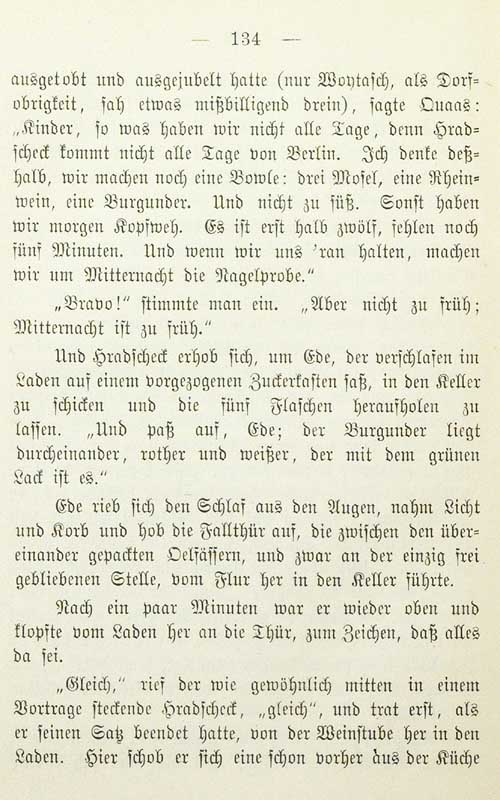 — 134 —
ausgetobt und ausgejubelt hatte (nur Woytasch, als Dorf-
obrigkeit, sah etwas mißbilligend drein), sagte Quaas:
„Kinder, so was haben wir nicht alle Tage, denn Hrad-
scheck kommt nicht alle Tage von Berlin. Ich denke deß-
halb, wir machen noch eine Bowle: drei Mosel, eine Rhein-
wein, eine Burgunder. Und nicht zu süß. Sonst haben
wir morgen Kopfweh. Es ist erst halb zwölf, fehlen noch
fünf Minuten. Und wenn wir uns 'ran halten, machen
wir um Mitternacht die Nagelprobe.“
„Bravo!“ stimmte man ein. „Aber nicht zu früh;
Mitternacht ist zu früh.“
Und Hradscheck erhob sich, um Ede, der verschlafen im
Laden auf einem vorgezogenen Zuckerkasten saß, in den Keller
zu schicken und die fünf Flaschen heraufholen zu
lassen. „Und paß auf, Ede; der Burgunder liegt
durcheinander, rother und weißer, der mit dem grünen
Lack ist es.“
Ede rieb sich den Schlaf aus den Augen, nahm Licht
und Korb und hob die Fallthür auf, die zwischen den über-
einander gepackten Oelfässern, und zwar an der einzig frei
gebliebenen Stelle, vom Flur her in den Keller führte.
Nach ein paar Minuten war er wieder oben und
klopfte vom Laden her an die Thür, zum Zeichen, daß alles
da sei.
„Gleich,“ rief der wie gewöhnlich mitten in einem
Vortrage steckende Hradscheck, „gleich“, und trat erst, als
er seinen Satz beendet hatte, von der Weinstube her in den
Laden. Hier schob er sich eine schon vorher aus der Küche